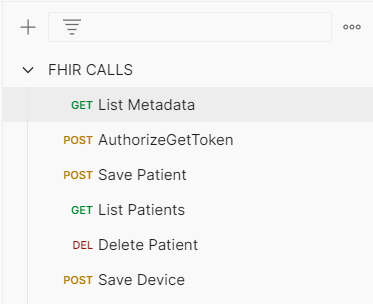 FHIR CALLS
GET List Metadata
POST AuthorizeGetToken
POST Save Patient
GET List Patients
DEL Delete Patient
POST Save Device